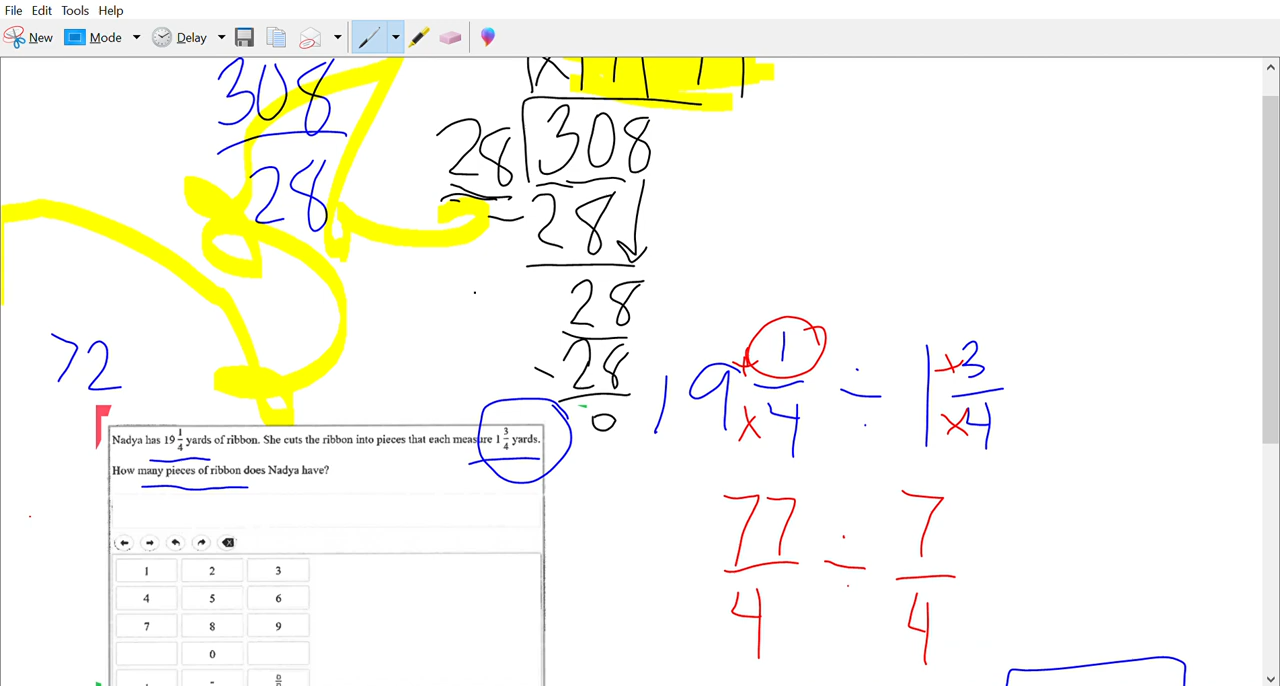 File Edit Tools Help
New Mode Delay
308
28
28 308
- 28
28
- 28
0
72
19 1/4 ÷ 1 3/4
x x
x x
77/4 ÷ 7/4
Nadya has 19 1/4 yards of ribbon. She cuts the ribbon into pieces that each measure 1 3/4 yards.
How many pieces of ribbon does Nadya have?
1 2 3
4 5 6
7 8 9
0
. -